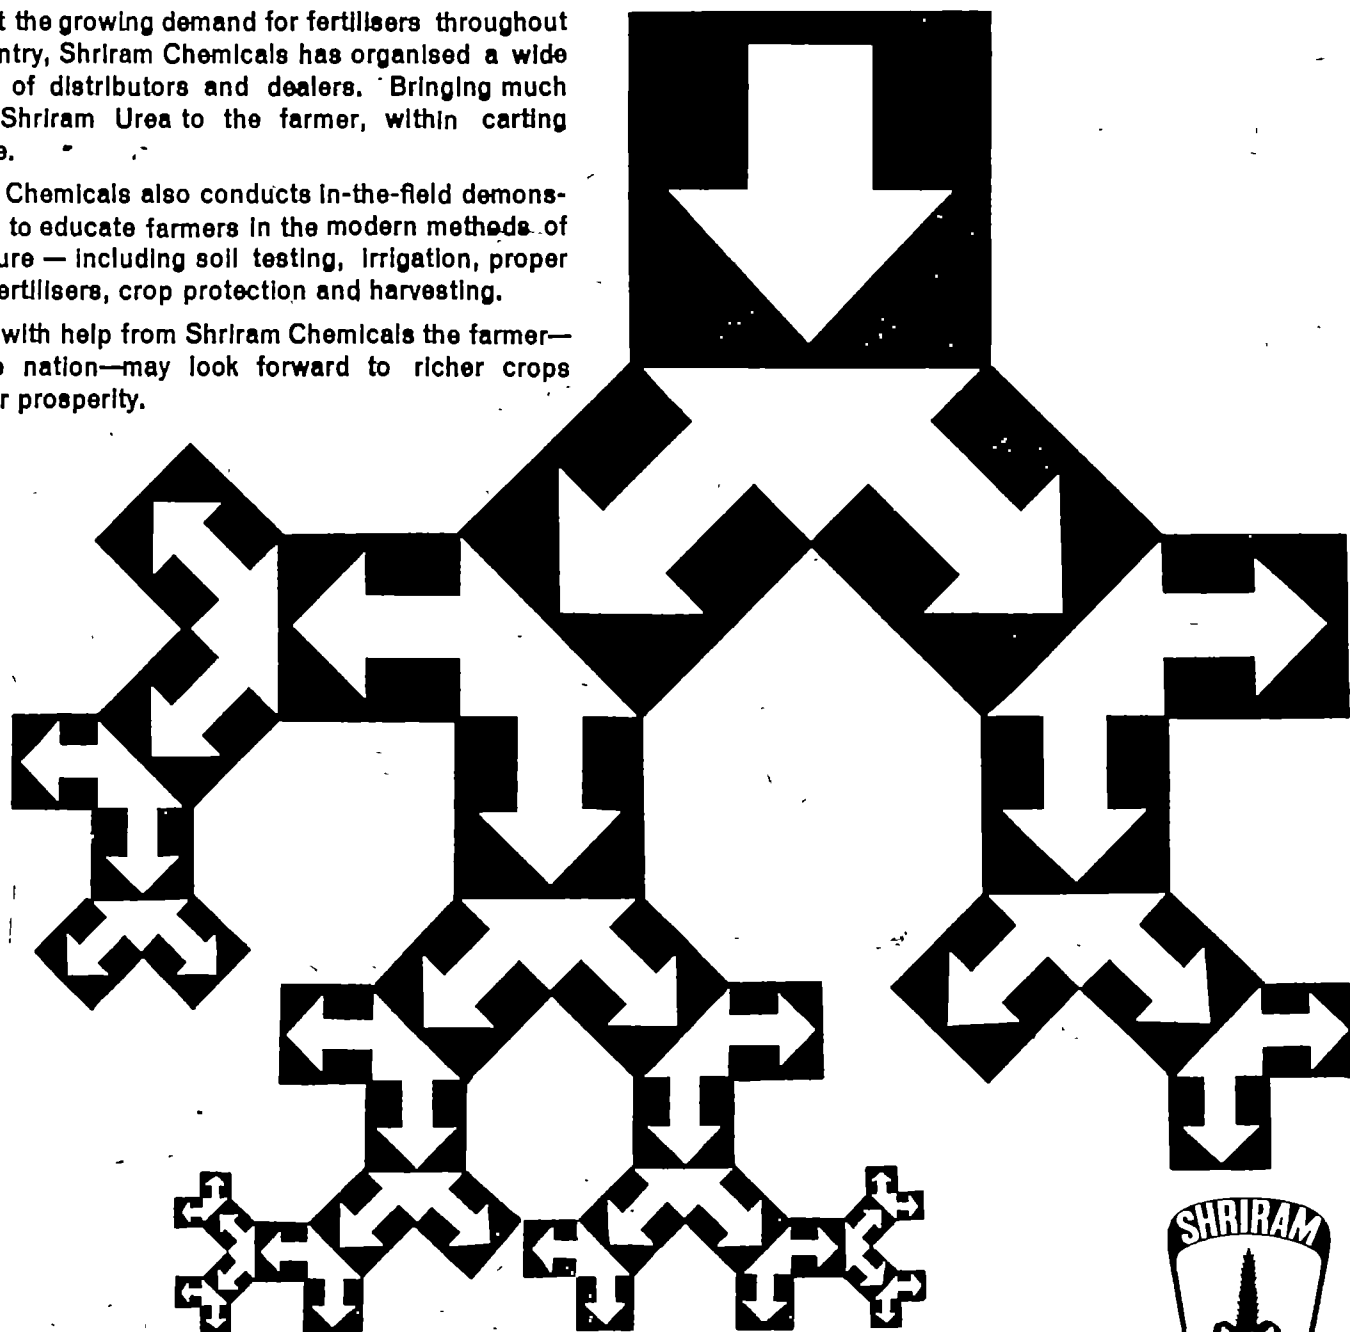 t the growing demand for fertilisers throughout
ntry, Shriram Chemicals has organised a wide
of distributors and dealers. Bringing much
Shriram Urea to the farmer, within carting
e.
Chemicals also conducts in-the-field demons-
to educate farmers in the modern methods of
ure — including soil testing, irrigation, proper
ertilisers, crop protection and harvesting.
with help from Shriram Chemicals the farmer—
e nation—may look forward to richer crops
r prosperity.
SHRIRAM